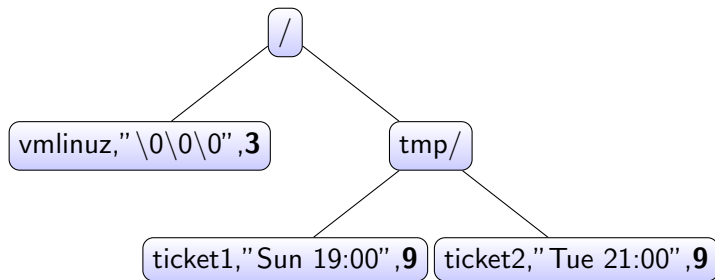 /
vmlinuz,"\0\0\0",3
tmp/
ticket1,"Sun 19:00",9
ticket2,"Tue 21:00",9